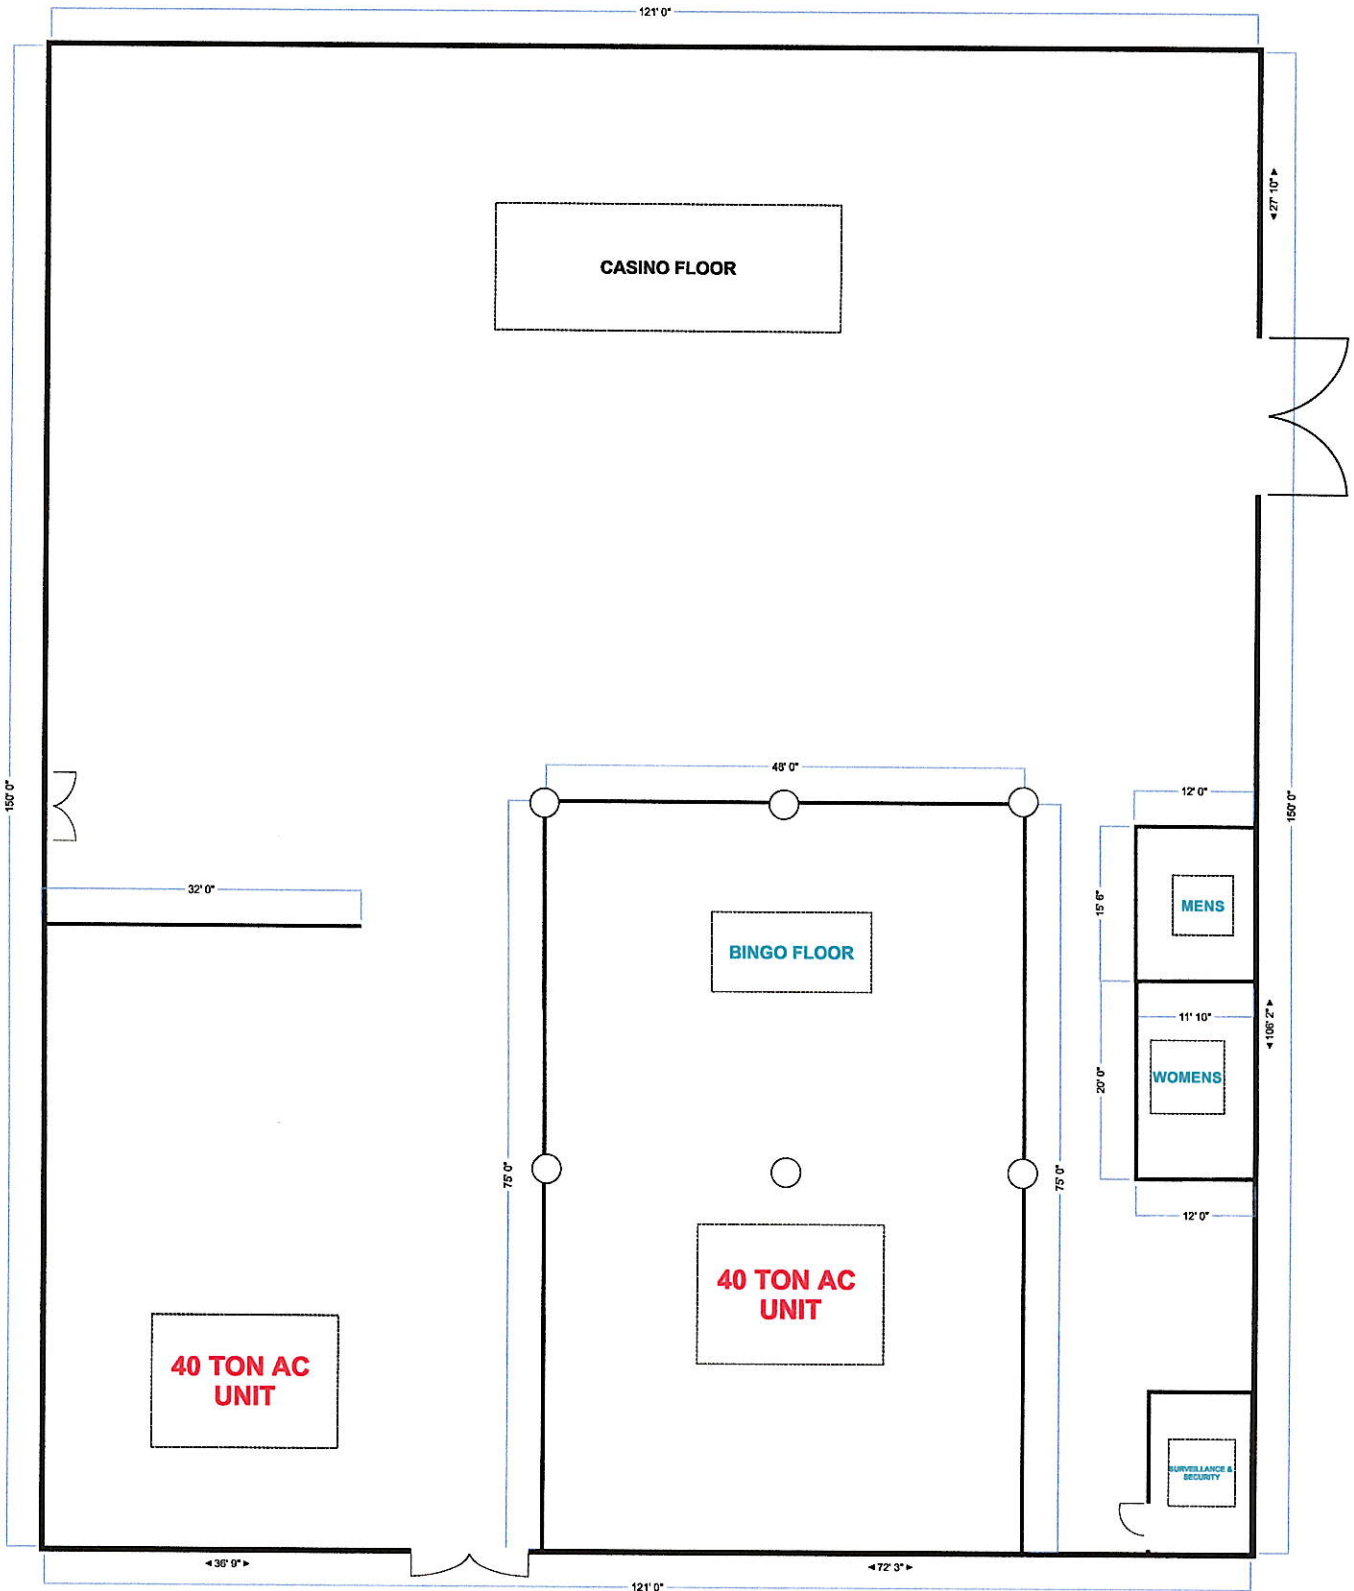 121' 0"
27' 10"
CASINO FLOOR
150' 0"
150' 0"
48' 0"
12' 0"
32' 0"
15' 6"
MENS
BINGO FLOOR
11' 10"
106' 2"
WOMENS
20' 0"
75' 0"
75' 0"
12' 0"
40 TON AC
UNIT
40 TON AC
UNIT
SURVEILLANCE &
SECURITY
36' 9"
72' 3"
121' 0"